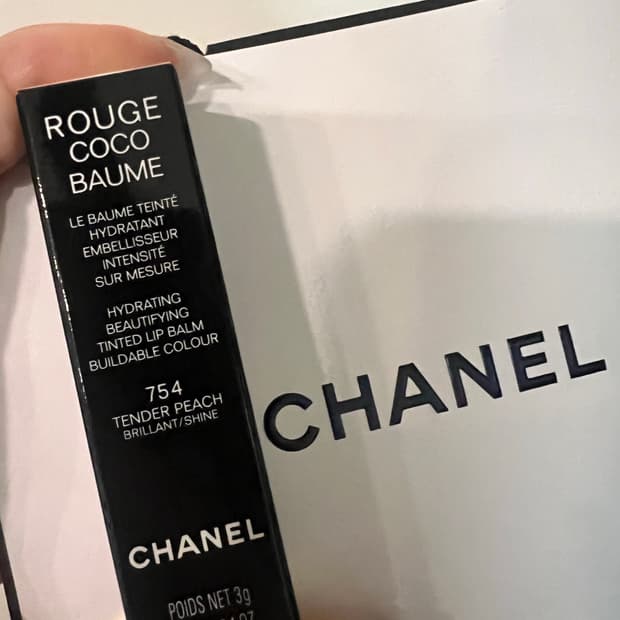 ROUGE
COCO
BAUME
LE BAUME TEINTÉ
HYDRATANT
EMBELLISSEUR
INTENSITÉ
SUR MESURE
HYDRATING
BEAUTIFYING
TINTED LIP BALM
BUILDABLE COLOUR
754
TENDER PEACH
BRILLANT/SHINE
CHANEL
POIDS NET 3g
CHANEL